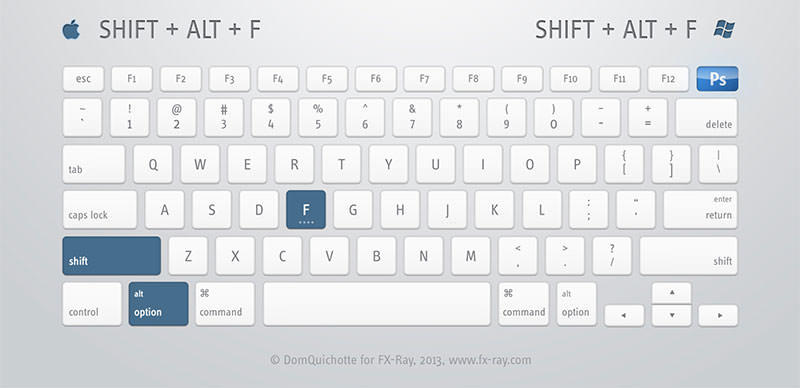 SHIFT + ALT + F SHIFT + ALT + F
esc F1 F2 F3 F4 F5 F6 F7 F8 F9 F10 F11 F12 Ps
~ ! @ # $ % ^ & * ( ) - +
` 1 2 3 4 5 6 7 8 9 0 - = delete
tab Q W E R T Y U I O P { } |
[ ] \
caps lock A S D F G H J K L : " enter
; ' return
shift Z X C V B N M < > ? shift
, . /
alt ⌘ ⌘ alt
control option command command option
© DomQuichotte for FX-Ray, 2013, www.fx-ray.com